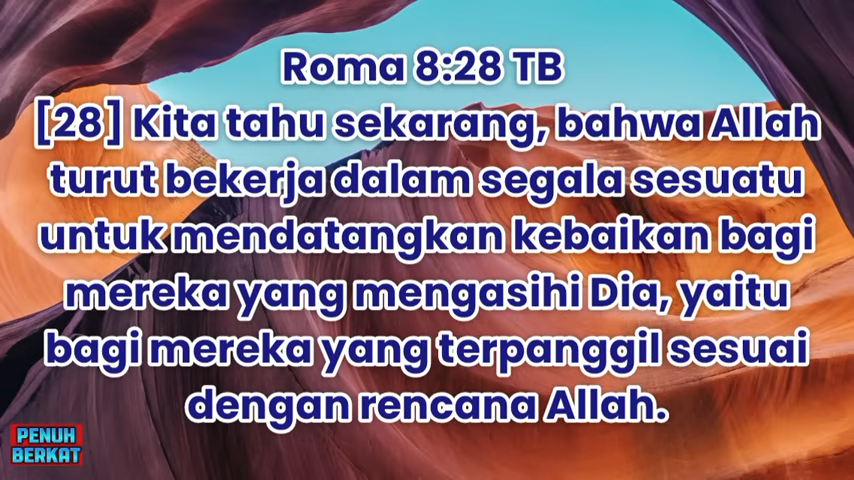 Roma 8:28 TB
[28] Kita tahu sekarang, bahwa Allah
turut bekerja dalam segala sesuatu
untuk mendatangkan kebaikan bagi
mereka yang mengasihi Dia, yaitu
bagi mereka yang terpanggil sesuai
dengan rencana Allah.
PENUH
BERKAT